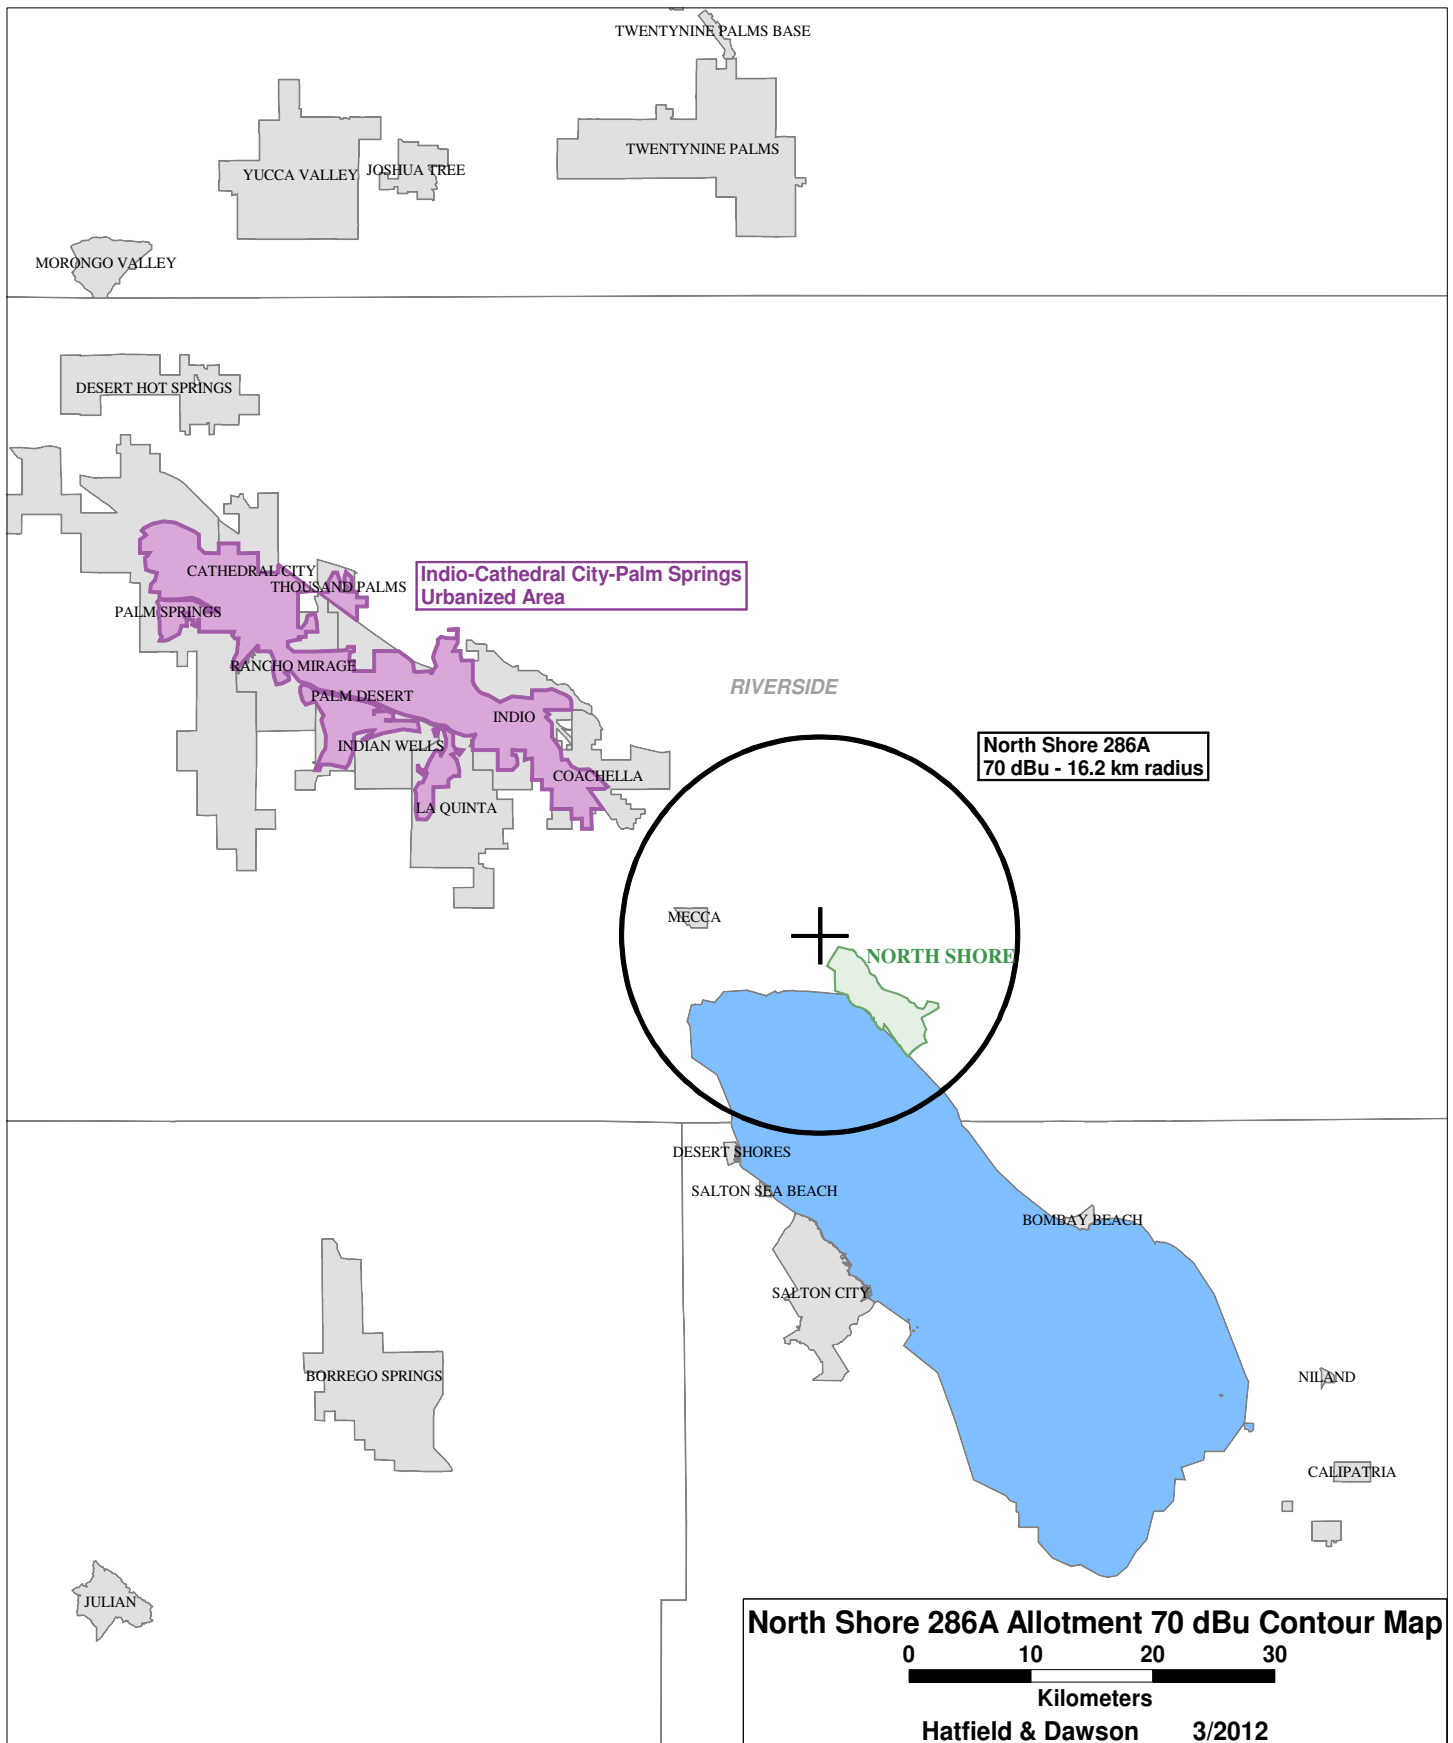 TWENTYNINE PALMS BASE
TWENTYNINE PALMS
YUCCA VALLEY
JOSHUA TREE
MORONGO VALLEY
DESERT HOT SPRINGS
CATHEDRAL CITY
THOUSAND PALMS
Indio-Cathedral City-Palm Springs
Urbanized Area
PALM SPRINGS
RANCHO MIRAGE
RIVERSIDE
PALM DESERT
INDIO
INDIAN WELLS
North Shore 286A
70 dBu - 16.2 km radius
COACHELLA
LA QUINTA
MECCA
NORTH SHORE
DESERT SHORES
SALTON SEA BEACH
BOMBAY BEACH
SALTON CITY
BORREGO SPRINGS
NILAND
CALIPATRIA
JULIAN
North Shore 286A Allotment 70 dBu Contour Map
0 10 20 30
Kilometers
Hatfield & Dawson 3/2012